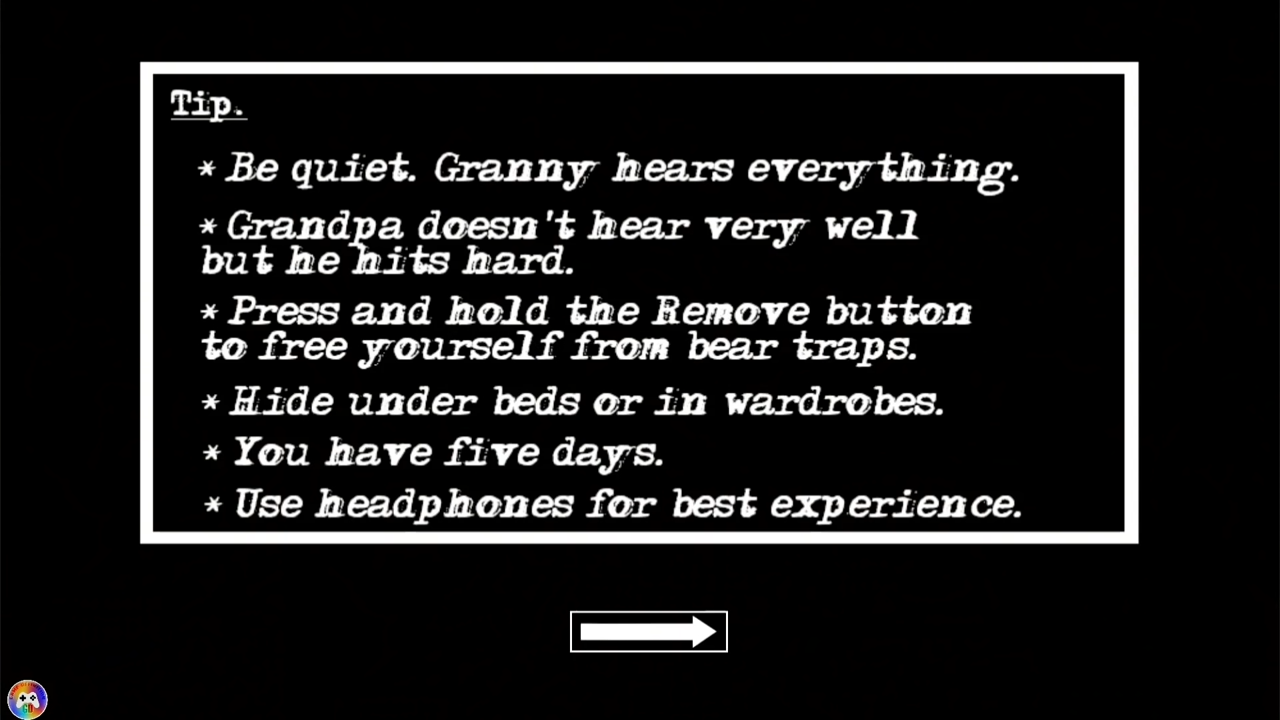 Tip.
* Be quiet. Granny hears everything.
* Grandpa doesn't hear very well
but he hits hard.
* Press and hold the Remove button
to free yourself from bear traps.
* Hide under beds or in wardrobes.
* You have five days.
* Use headphones for best experience.